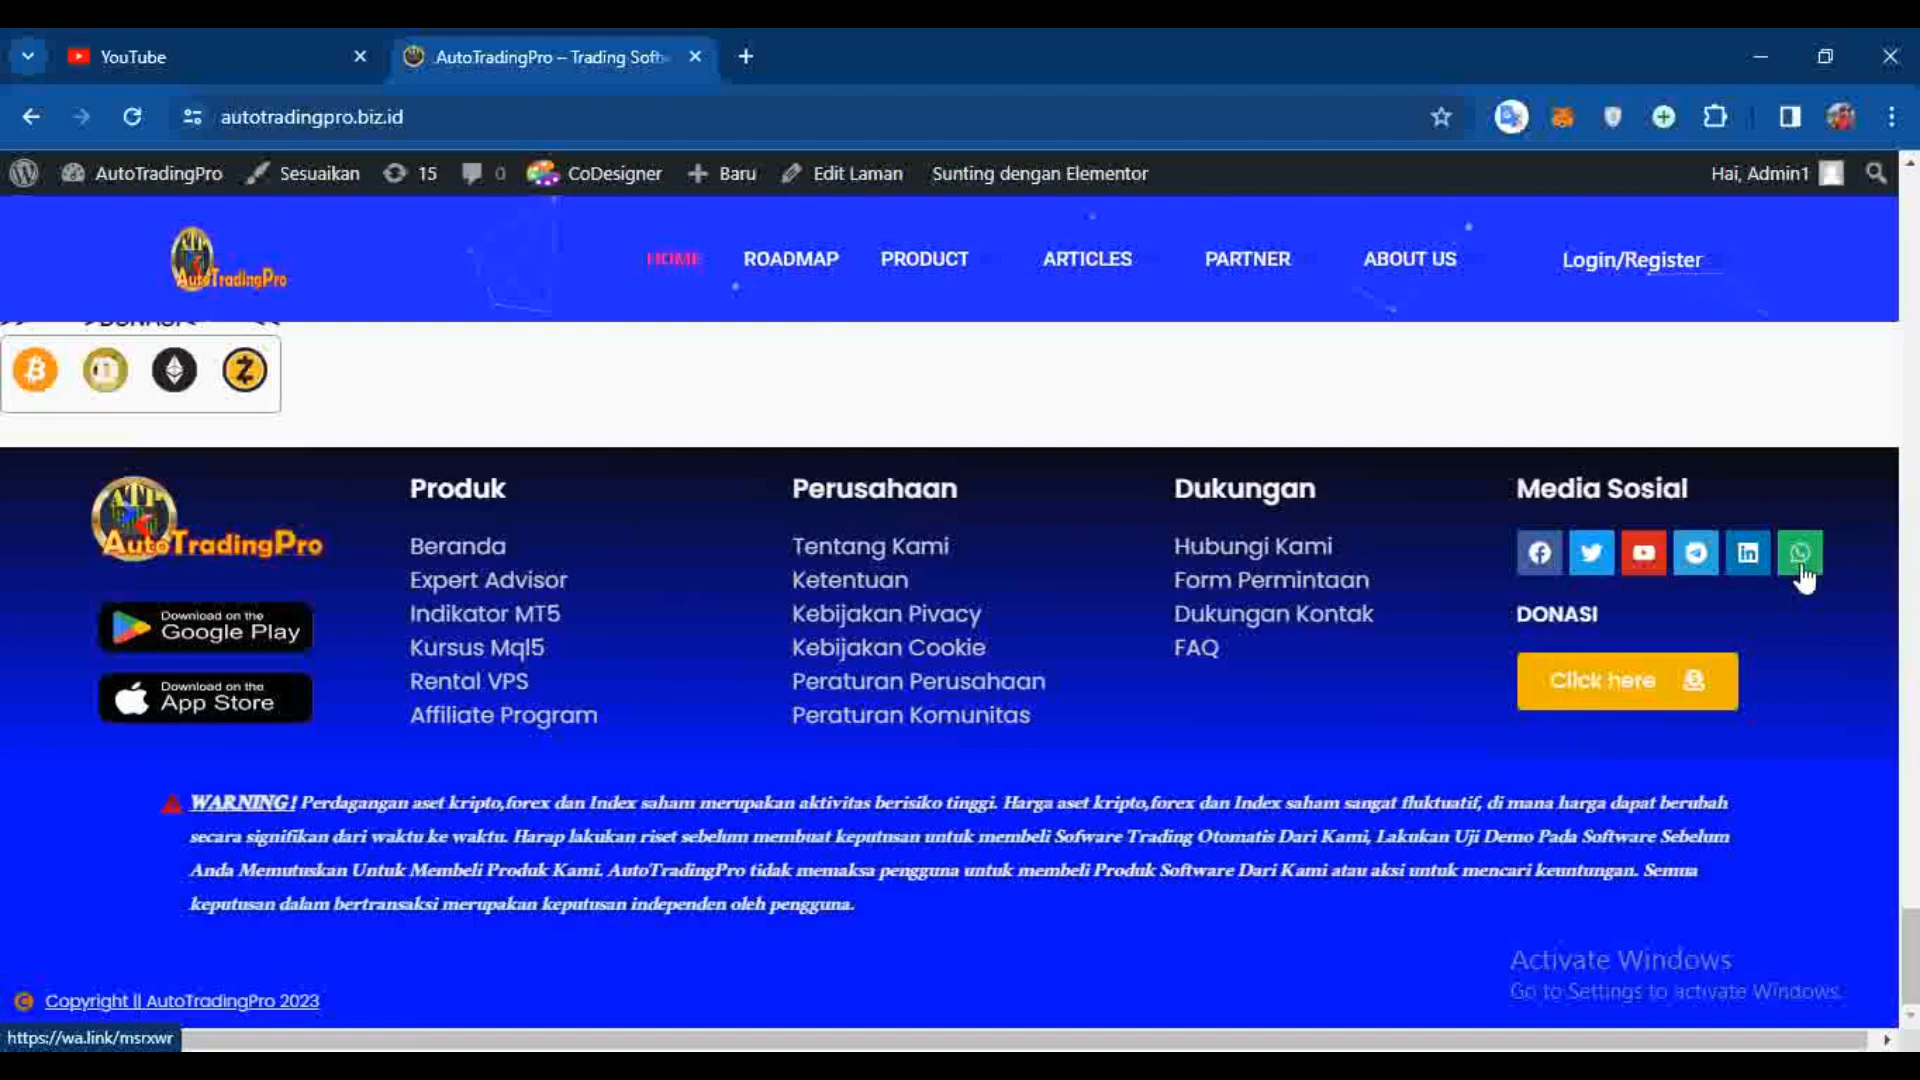 YouTube
AutoTradingPro – Trading Soft
autotradingpro.biz.id
AutoTradingPro Sesuaikan 15 0 CoDesigner Baru Edit Laman Sunting dengan Elementor Hai, Admin1
AutoTradingPro HOME ROADMAP PRODUCT ARTICLES PARTNER ABOUT US Login/Register
DONASI
ATP
AutoTradingPro
Download on the
Google Play
Download on the
App Store
Produk
Beranda
Expert Advisor
Indikator MT5
Kursus Mql5
Rental VPS
Affiliate Program
Perusahaan
Tentang Kami
Ketentuan
Kebijakan Pivacy
Kebijakan Cookie
Peraturan Perusahaan
Peraturan Komunitas
Dukungan
Hubungi Kami
Form Permintaan
Dukungan Kontak
FAQ
Media Sosial
DONASI
Click here
WARNING! Perdagangan aset kripto,forex dan Index saham merupakan aktivitas berisiko tinggi. Harga aset kripto,forex dan Index saham sangat fluktuatif, di mana harga dapat berubah
secara signifikan dari waktu ke waktu. Harap lakukan riset sebelum membuat keputusan untuk membeli Sofware Trading Otomatis Dari Kami, Lakukan Uji Demo Pada Software Sebelum
Anda Memutuskan Untuk Membeli Produk Kami. AutoTradingPro tidak memaksa pengguna untuk membeli Produk Software Dari Kami atau aksi untuk mencari keuntungan. Semua
keputusan dalam bertransaksi merupakan keputusan independen oleh pengguna.
Activate Windows
Go to Settings to activate Windows.
Copyright || AutoTradingPro 2023
https://wa.link/msrxwr